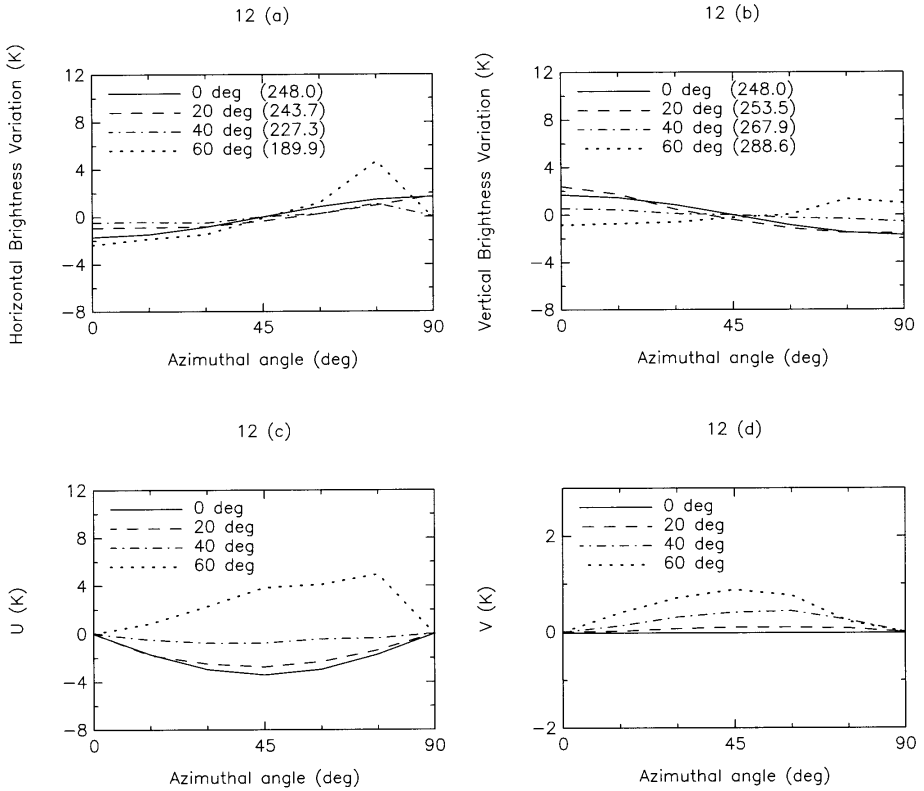 12 (a)
Horizontal Brightness Variation (K)
12
8
4
0
−4
−8
0 deg (248.0)
20 deg (243.7)
40 deg (227.3)
60 deg (189.9)
0
45
90
Azimuthal angle (deg)
12 (b)
Vertical Brightness Variation (K)
12
8
4
0
−4
−8
0 deg (248.0)
20 deg (253.5)
40 deg (267.9)
60 deg (288.6)
0
45
90
Azimuthal angle (deg)
12 (c)
U (K)
12
8
4
0
−4
−8
0 deg
20 deg
40 deg
60 deg
0
45
90
Azimuthal angle (deg)
12 (d)
V (K)
2
0
−2
0 deg
20 deg
40 deg
60 deg
0
45
90
Azimuthal angle (deg)